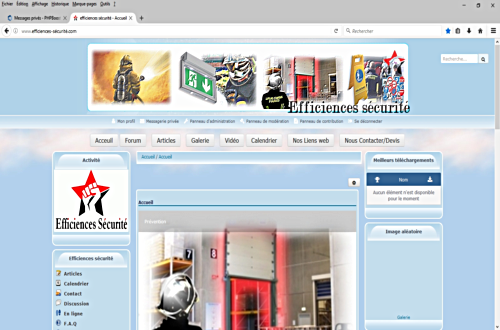 Fichier Édition Affichage Historique Marque-pages Outils ?
Messages privés - PHPBoost
efficiences-sécurité - Accueil
www.efficiences-securite.com
Rechercher
Efficiences sécurité
Recherche...
Mon profil Messagerie privée Panneau d'administration Panneau de modération Panneau de contribution Se déconnecter
Acceuil Forum Articles Galerie Vidéo Calendrier Nos Liens web Nous Contacter/Devis
Activité
Efficiences Sécurité
Accueil / Accueil
Accueil
Prévention
7 8
Meilleurs téléchargements
Nom
Aucun élément n'est disponible pour le moment
Image aléatoire
Galerie
Efficiences sécurité
Articles
Calendrier
Contact
Discussion
En ligne
F.A.Q